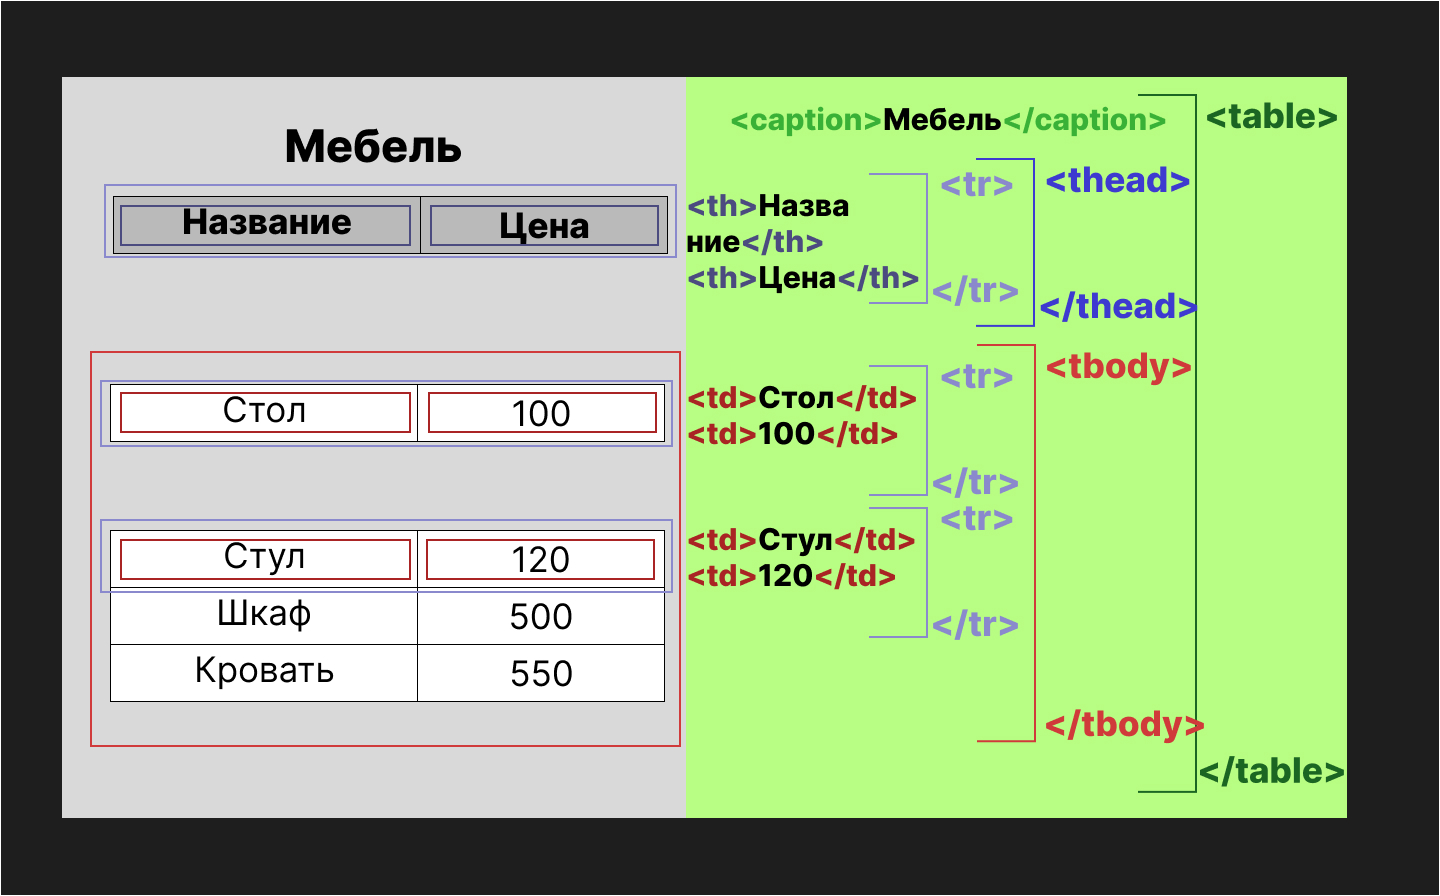 Мебель
Название Цена
Стол 100
Стул 120
Шкаф 500
Кровать 550
<caption>Мебель</caption>
<table>
<thead>
<tr>
<th>Назва
ние</th>
<th>Цена</th>
</tr>
</thead>
<tbody>
<tr>
<td>Стол</td>
<td>100</td>
</tr>
<tr>
<td>Стул</td>
<td>120</td>
</tr>
</tbody>
</table>